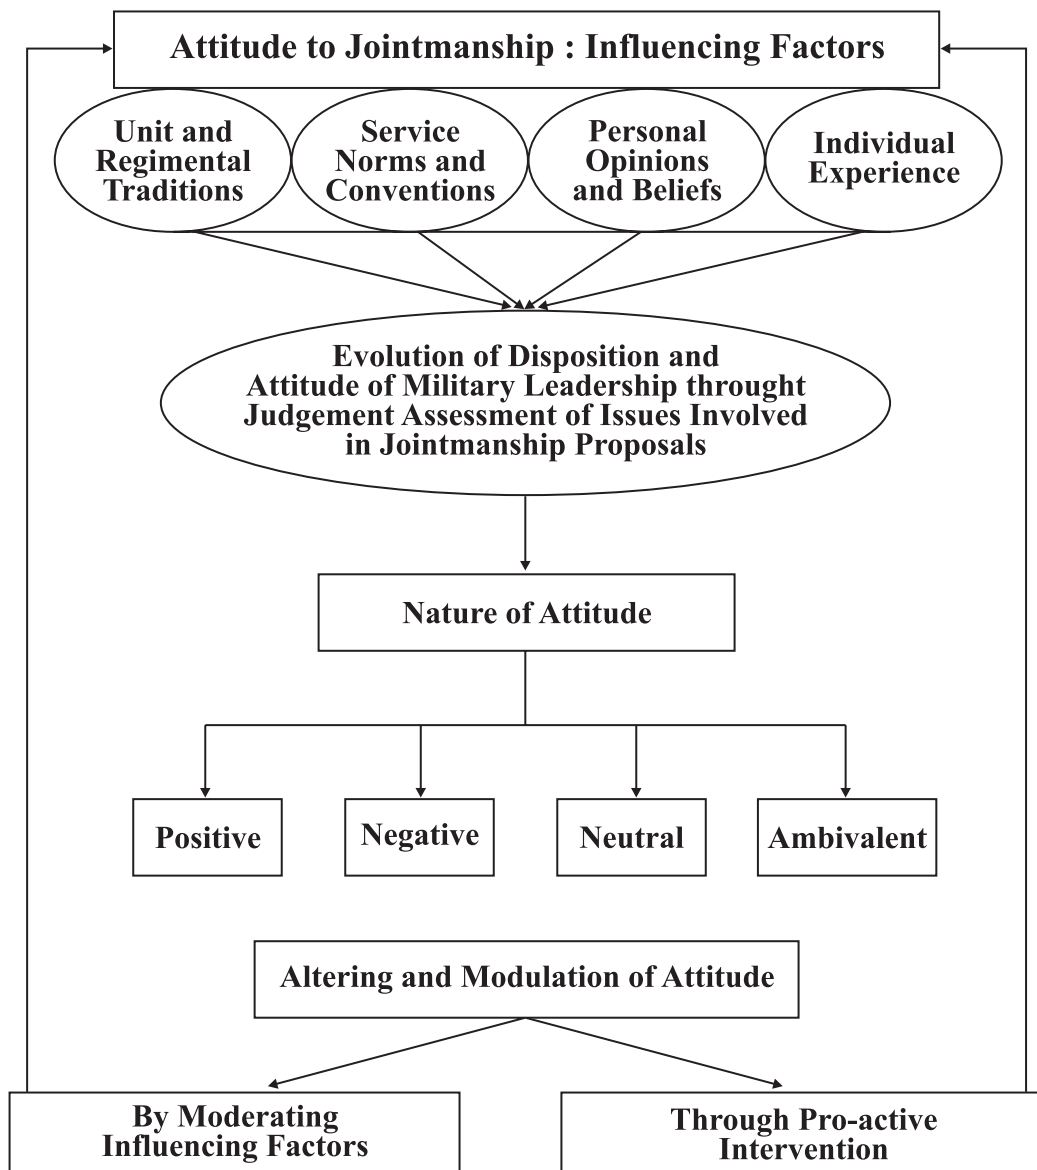 Attitude to Jointmanship : Influencing Factors
Unit and
Regimental
Traditions
Service
Norms and
Conventions
Personal
Opinions
and Beliefs
Individual
Experience
Evolution of Disposition and
Attitude of Military Leadership throught
Judgement Assessment of Issues Involved
in Jointmanship Proposals
Nature of Attitude
Positive
Negative
Neutral
Ambivalent
Altering and Modulation of Attitude
By Moderating
Influencing Factors
Through Pro-active
Intervention